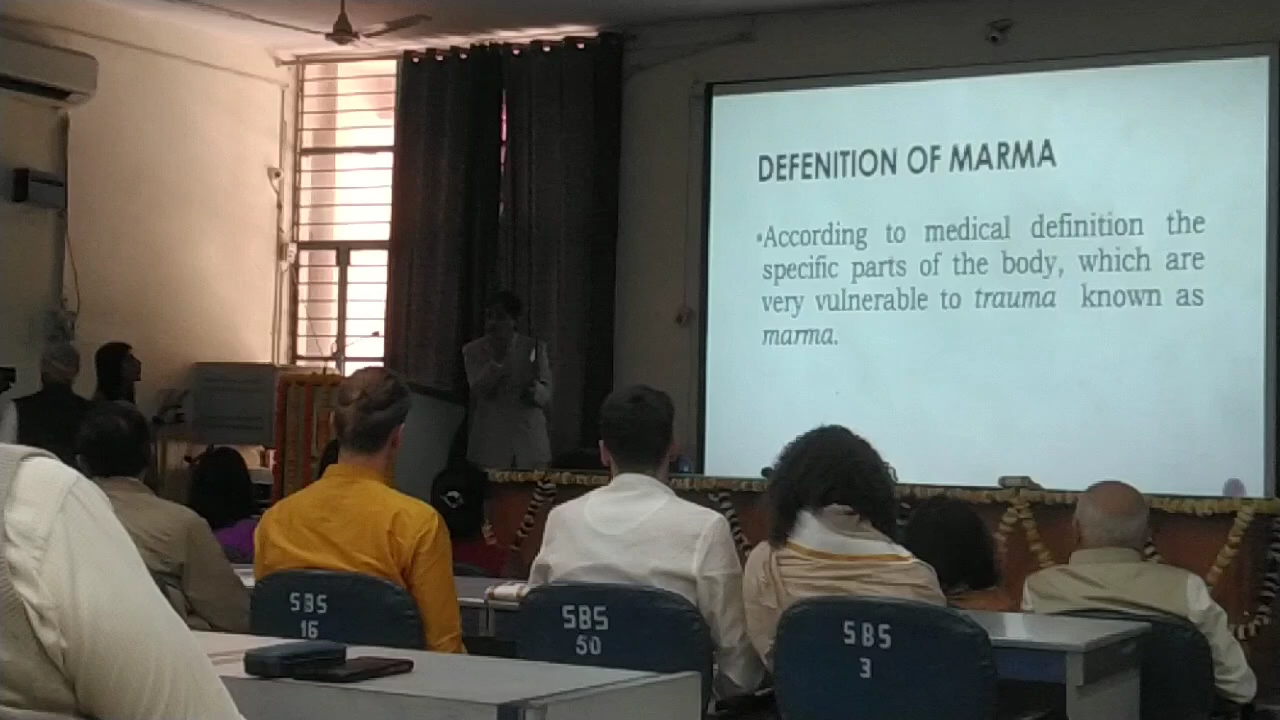 DEFENITION OF MARMA
•According to medical definition the
specific parts of the body, which are
very vulnerable to trauma known as
marma.
SBS
16
SBS
50
SBS
3